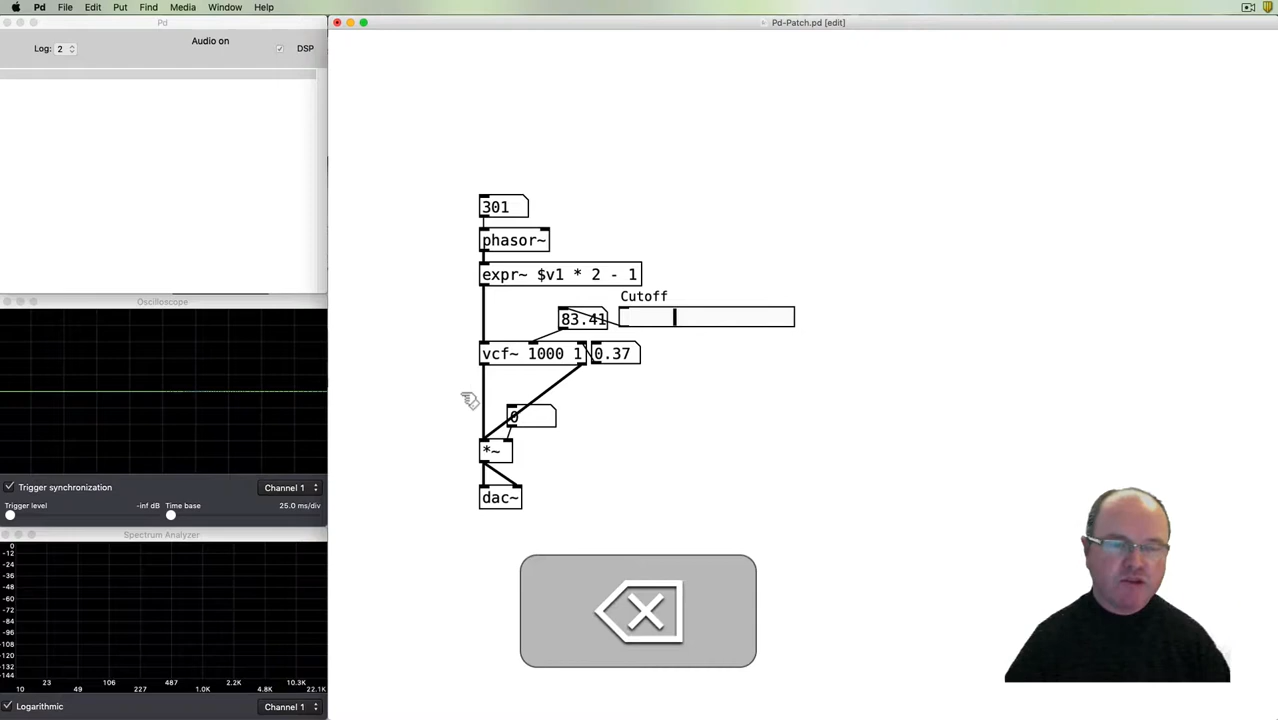 Pd File Edit Put Find Media Window Help
Pd
Log: 2
Audio on
DSP
Oscilloscope
Trigger synchronization
Channel 1
Trigger level
-inf dB
Time base
25.0 ms/div
Spectrum Analyzer
0
-12
-24
-36
-48
-60
-72
-84
-96
-108
-120
-132
-144
23 106 487 2.2K 10.3K
10 49 227 1.0K 4.8K 22.1K
Logarithmic
Channel 1
Pd-Patch.pd [edit]
301
phasor~
expr~ $v1 * 2 - 1
Cutoff
83.41
vcf~ 1000 1
0.37
0
*~
dac~